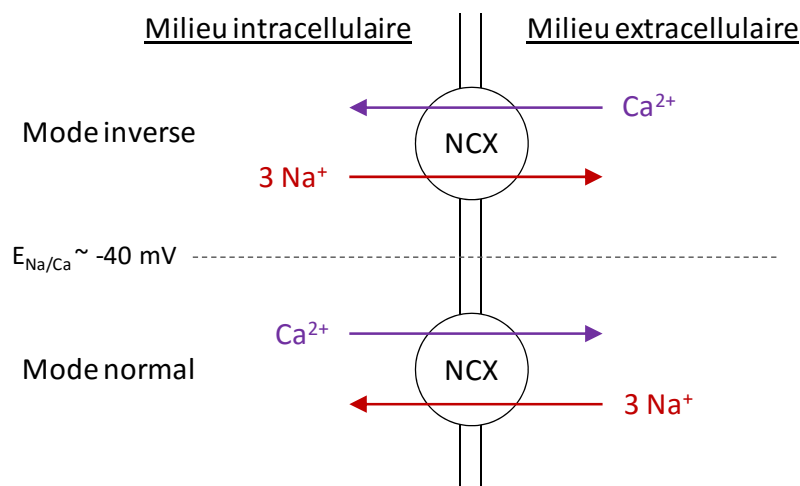 Milieu intracellulaire
Milieu extracellulaire
Ca²⁺
Mode inverse
NCX
3 Na⁺
E_Na/Ca ~ -40 mV
Ca²⁺
Mode normal
NCX
3 Na⁺